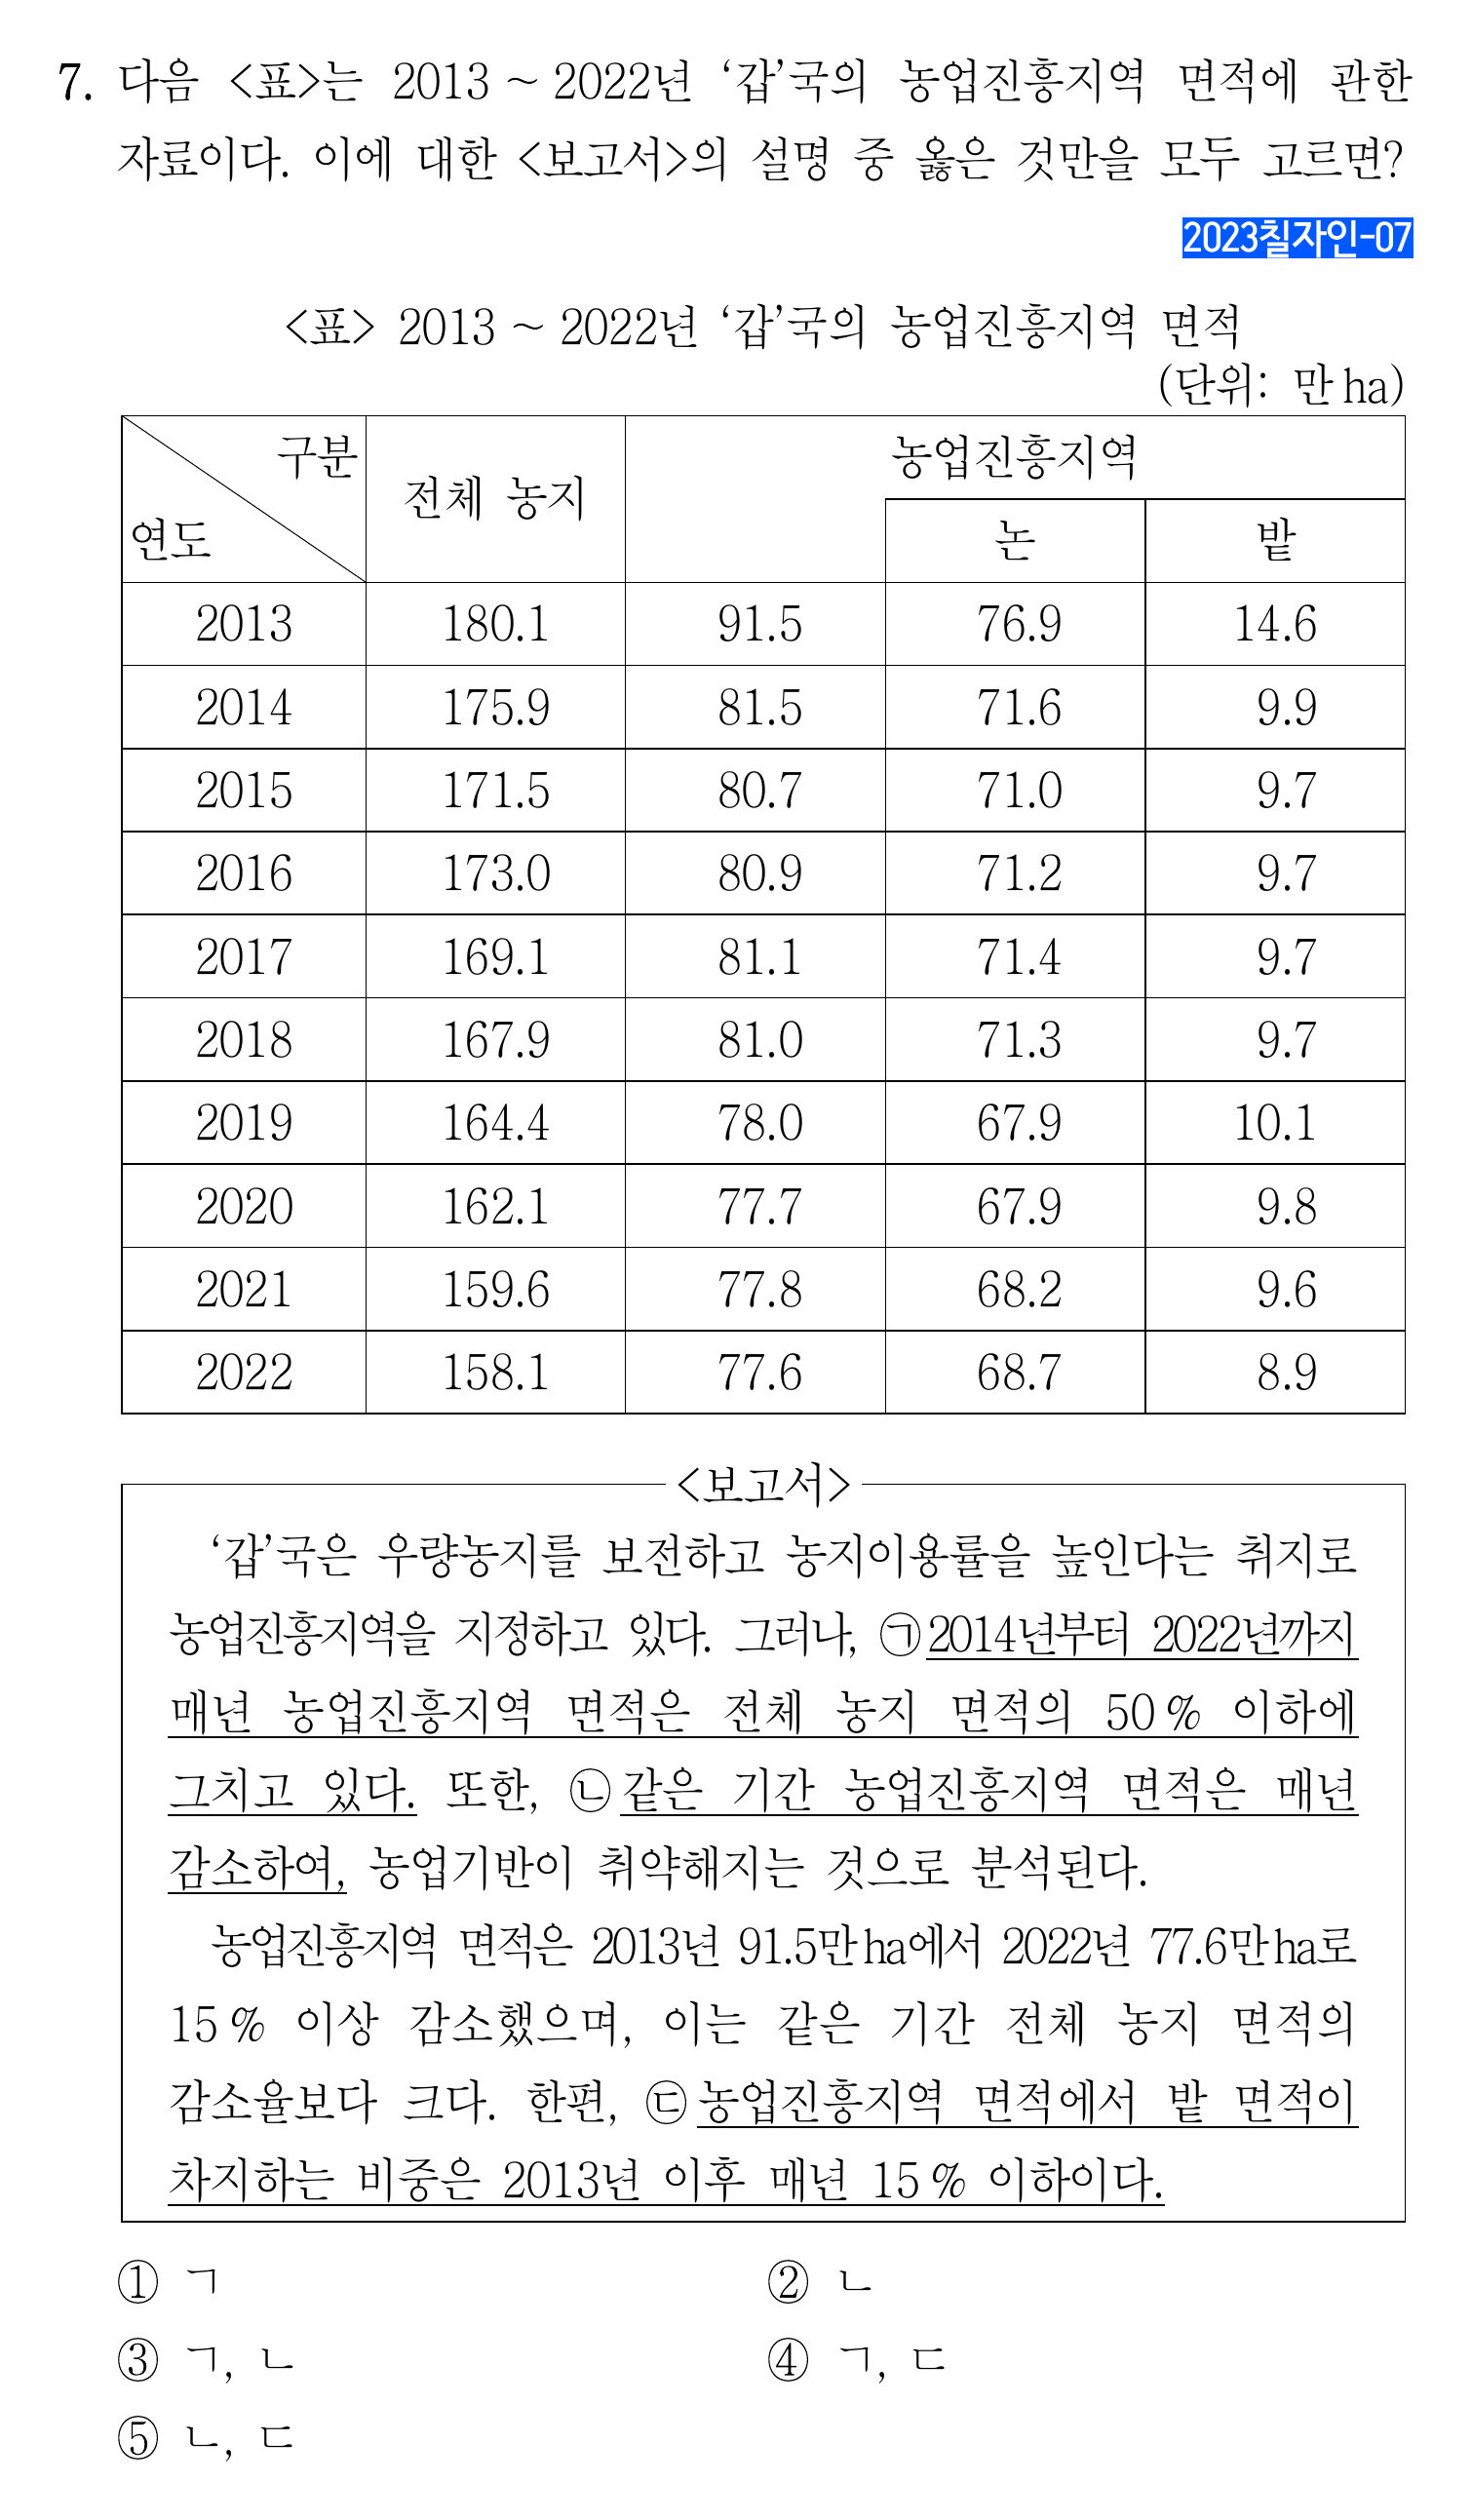 7. 다음 <표>는 2013 ~ 2022년 ‘갑’국의 농업진흥지역 면적에 관한
자료이다. 이에 대한 <보고서>의 설명 중 옳은 것만을 모두 고르면?
2023칠자인-07
<표> 2013 ~ 2022년 ‘갑’국의 농업진흥지역 면적
(단위: 만ha)
구분 연도 전체 농지 농업진흥지역
논 밭
2013 180.1 91.5 76.9 14.6
2014 175.9 81.5 71.6 9.9
2015 171.5 80.7 71.0 9.7
2016 173.0 80.9 71.2 9.7
2017 169.1 81.1 71.4 9.7
2018 167.9 81.0 71.3 9.7
2019 164.4 78.0 67.9 10.1
2020 162.1 77.7 67.9 9.8
2021 159.6 77.8 68.2 9.6
2022 158.1 77.6 68.7 8.9
<보고서>
‘갑’국은 우량농지를 보전하고 농지이용률을 높인다는 취지로
농업진흥지역을 지정하고 있다. 그러나, ㉠2014년부터 2022년까지
매년 농업진흥지역 면적은 전체 농지 면적의 50% 이하에
그치고 있다. 또한, ㉡같은 기간 농업진흥지역 면적은 매년
감소하여, 농업기반이 취약해지는 것으로 분석된다.
농업진흥지역 면적은 2013년 91.5만ha에서 2022년 77.6만ha로
15% 이상 감소했으며, 이는 같은 기간 전체 농지 면적의
감소율보다 크다. 한편, ㉢농업진흥지역 면적에서 밭 면적이
차지하는 비중은 2013년 이후 매년 15% 이하이다.
① ㄱ ② ㄴ
③ ㄱ, ㄴ ④ ㄱ, ㄷ
⑤ ㄴ, ㄷ